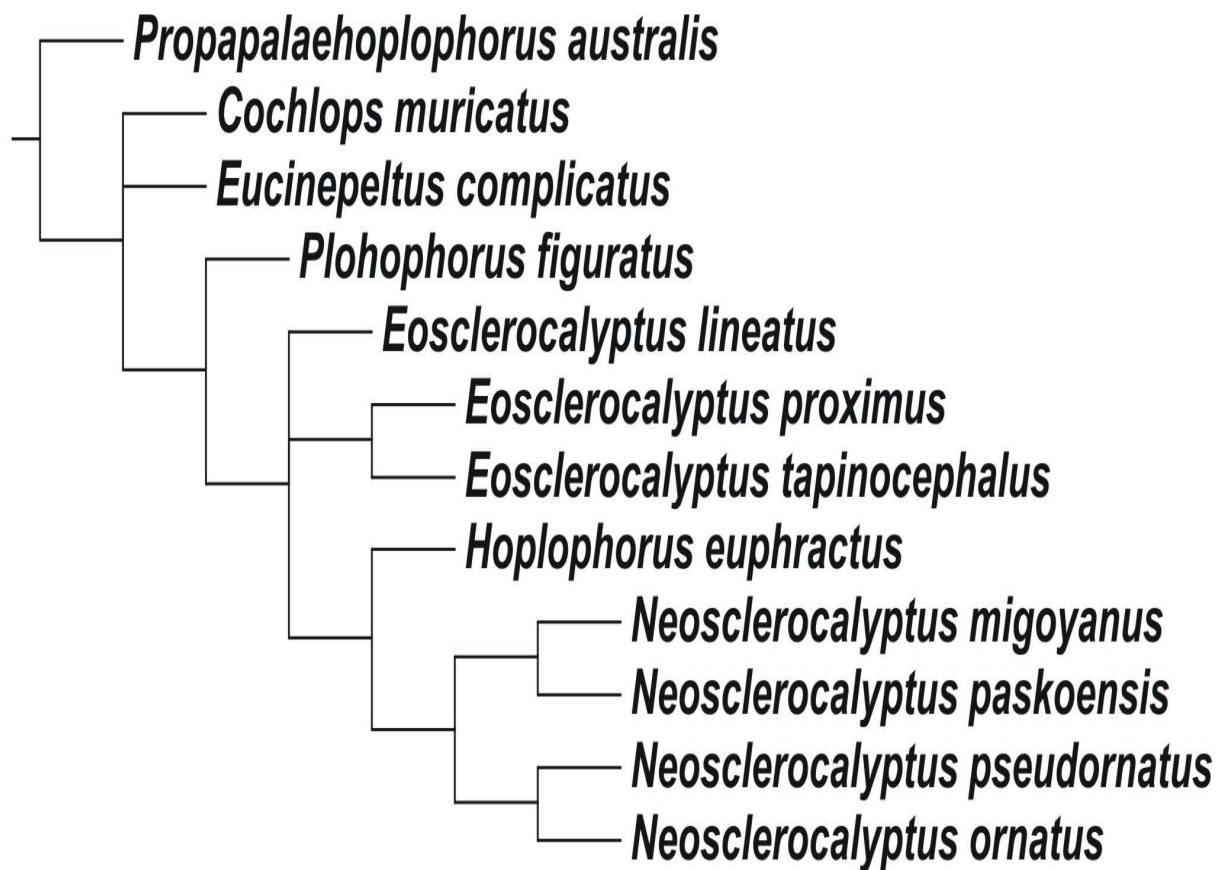 Propapalaehoplophorus australis
Cochlops muricatus
Eucinepeltus complicatus
Plohophorus figuratus
Eosclerocalyptus lineatus
Eosclerocalyptus proximus
Eosclerocalyptus tapinocephalus
Hoplophorus euphractus
Neosclerocalyptus migoyanus
Neosclerocalyptus paskoensis
Neosclerocalyptus pseudornatus
Neosclerocalyptus ornatus